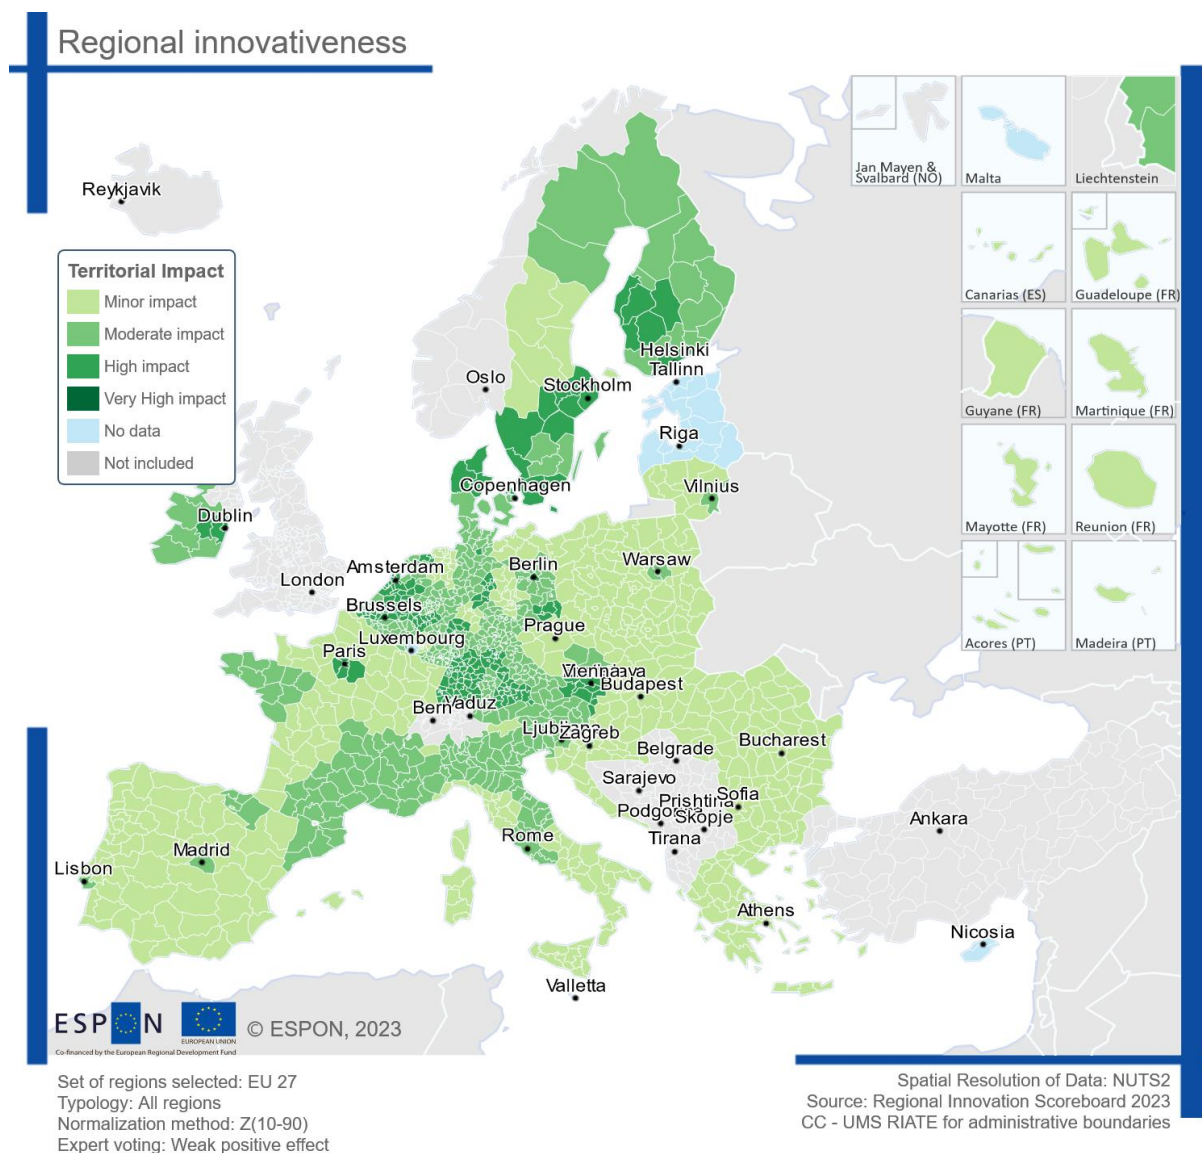 Regional innovativeness
Reykjavik
Territorial Impact
Minor impact
Moderate impact
High impact
Very High impact
No data
Not included
Jan Mayen &
Svalbard (NO)
Malta
Liechtenstein
Canarias (ES)
Guadeloupe (FR)
Guyane (FR)
Martinique (FR)
Mayotte (FR)
Reunion (FR)
Acores (PT)
Madeira (PT)
Oslo
Helsinki
Tallinn
Stockholm
Riga
Copenhagen
Vilnius
Dublin
London
Amsterdam
Berlin
Warsaw
Brussels
Prague
Luxembourg
Paris
Vienna
Budapest
Bern
Vaduz
Zagreb
Belgrade
Bucharest
Sarajevo
Prishtina
Sofia
Skopje
Tirana
Ankara
Rome
Madrid
Lisbon
Athens
Nicosia
Valletta
ESPON
EUROPEAN UNION
Co-financed by the European Regional Development Fund
© ESPON, 2023
Set of regions selected: EU 27
Typology: All regions
Normalization method: Z(10-90)
Expert voting: Weak positive effect
Spatial Resolution of Data: NUTS2
Source: Regional Innovation Scoreboard 2023
CC - UMS RIATE for administrative boundaries